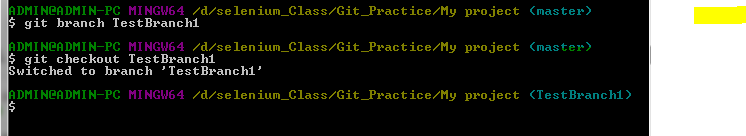 ADMIN@ADMIN-PC MINGW64 /d/selenium_Class/Git_Practice/My project (master)
$ git branch TestBranch1
ADMIN@ADMIN-PC MINGW64 /d/selenium_Class/Git_Practice/My project (master)
$ git checkout TestBranch1
Switched to branch 'TestBranch1'
ADMIN@ADMIN-PC MINGW64 /d/selenium_Class/Git_Practice/My project (TestBranch1)
$